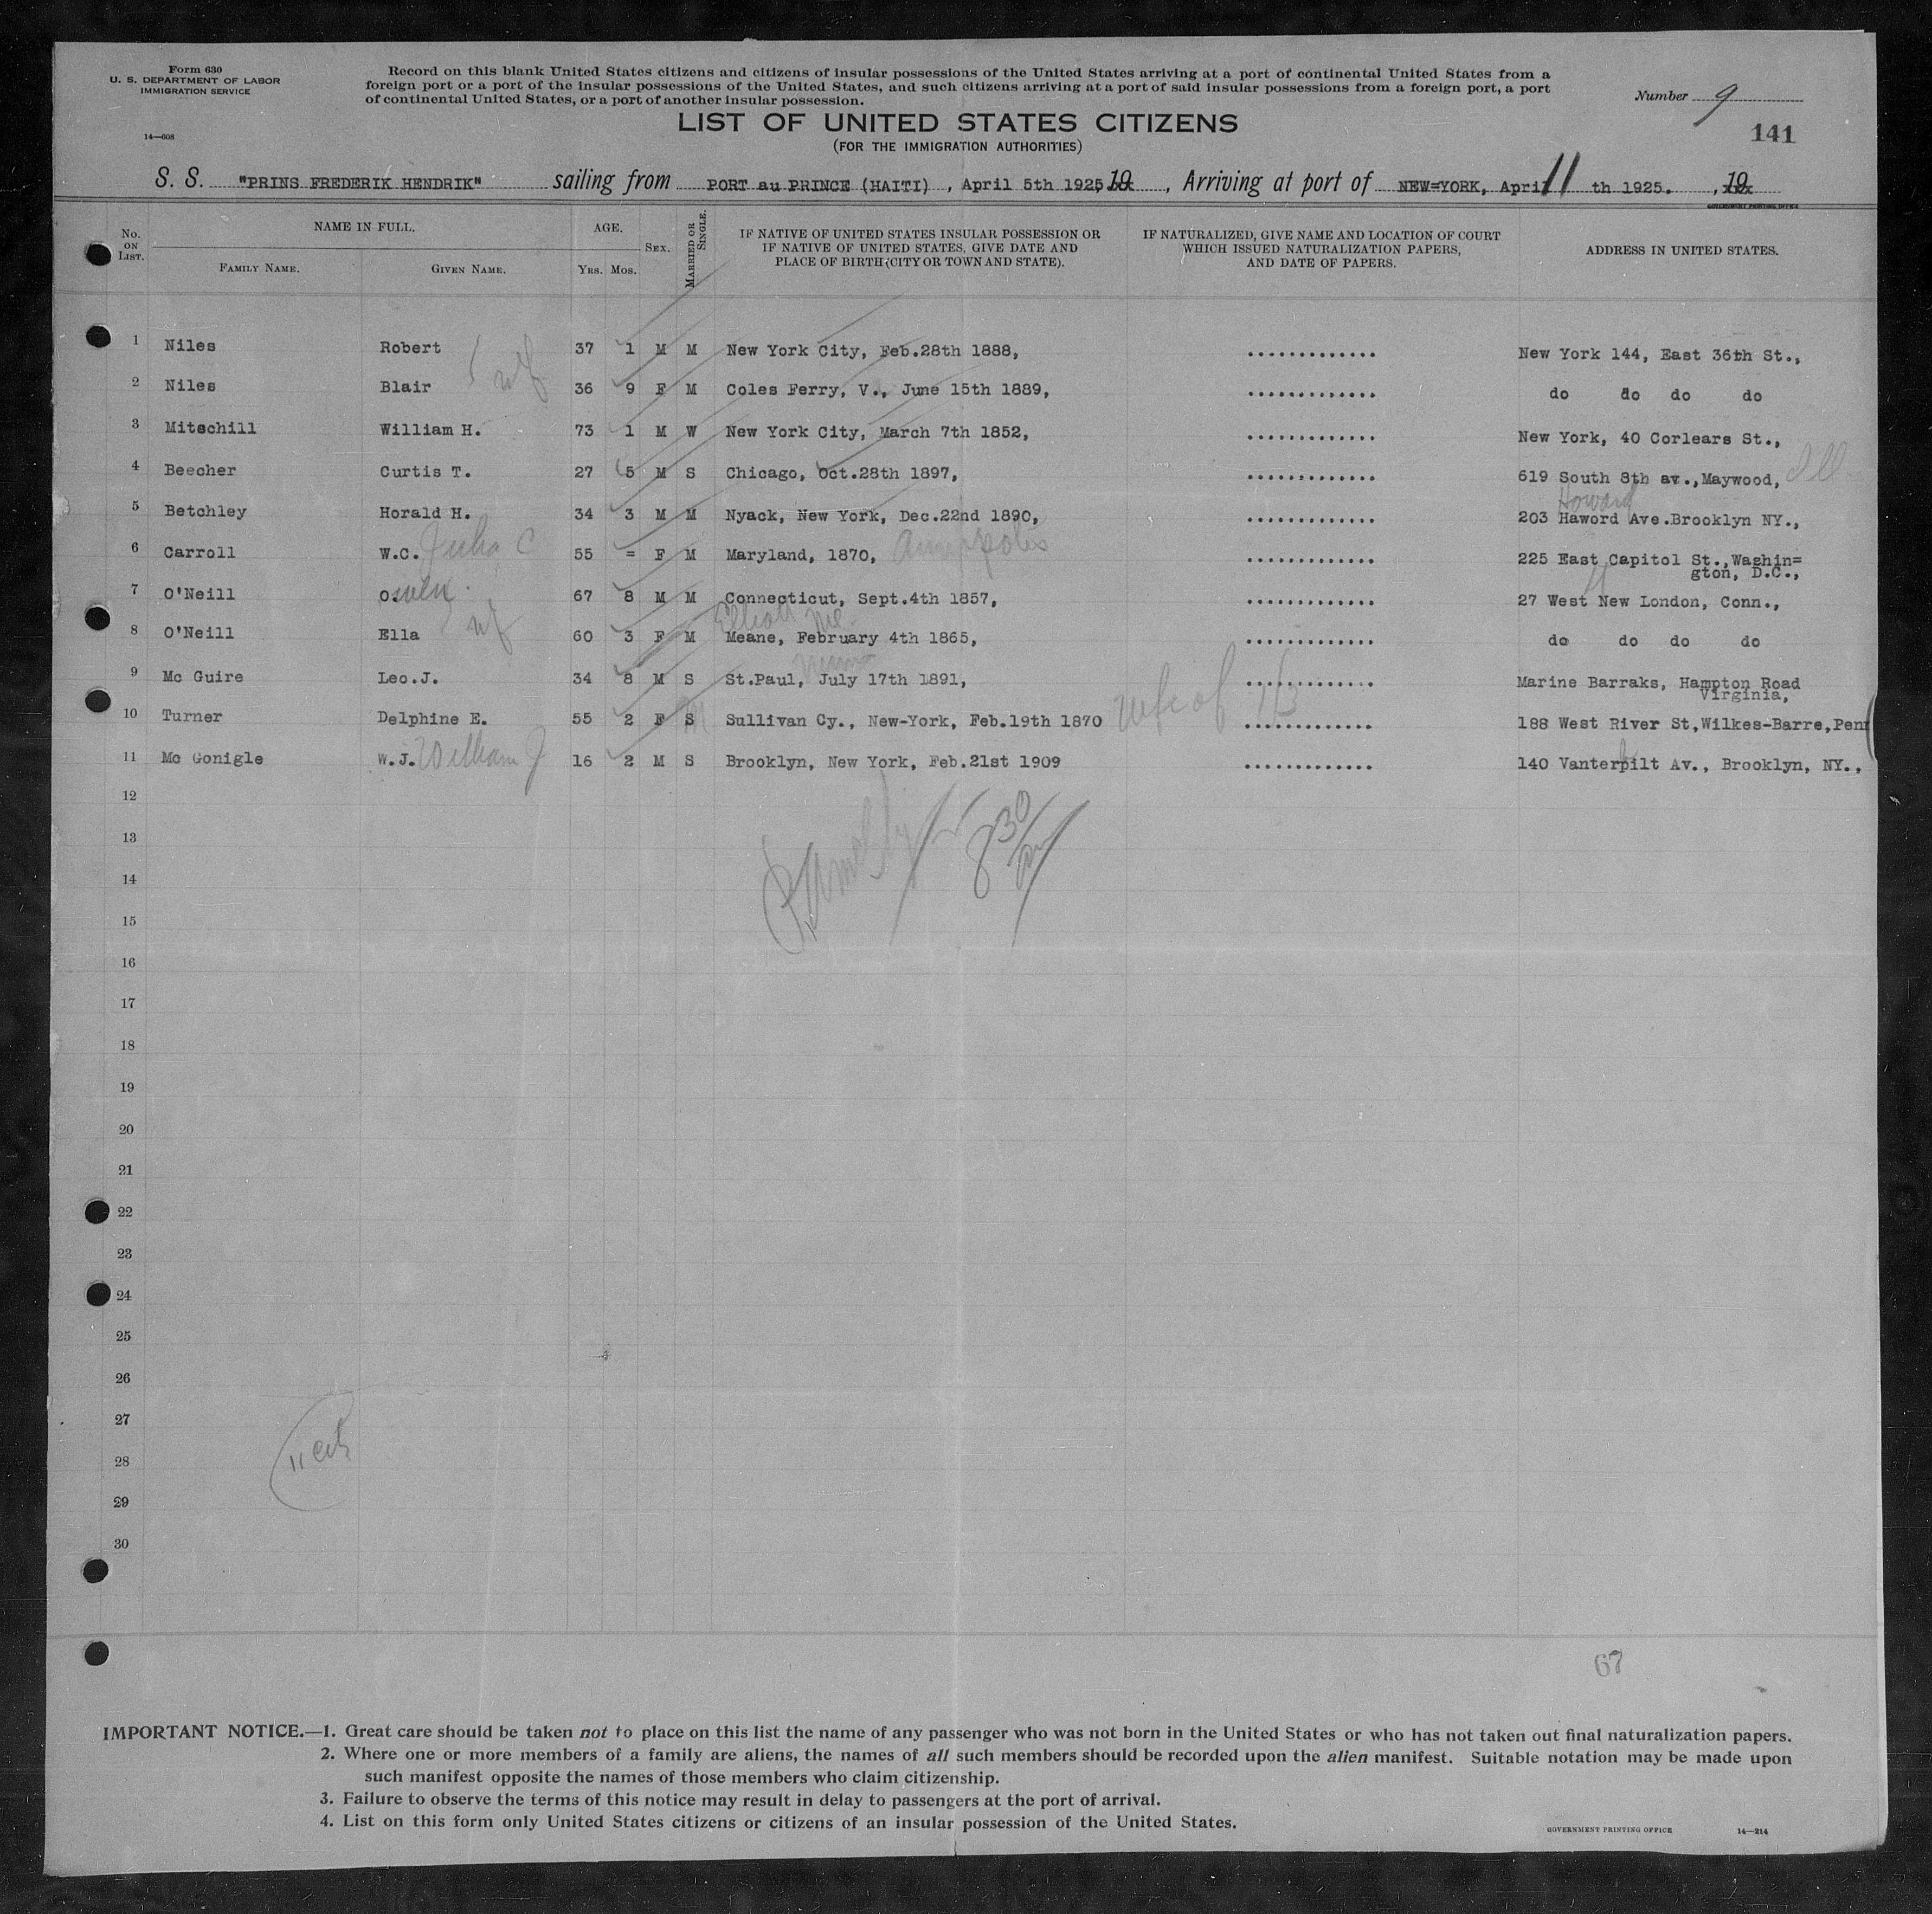 Form 630
U. S. DEPARTMENT OF LABOR
IMMIGRATION SERVICE
14—608
Record on this blank United States citizens and citizens of insular possessions of the United States arriving at a port of continental United States from a
foreign port or a port of the insular possessions of the United States, and such citizens arriving at a port of said insular possessions from a foreign port, a port
of continental United States, or a port of another insular possession.
Number 9
141
LIST OF UNITED STATES CITIZENS
(FOR THE IMMIGRATION AUTHORITIES)
S. S. "PRINS FREDERIK HENDRIK" sailing from PORT au PRINCE (HAITI) , April 5th 1925, 19 , Arriving at port of NEW=YORK, April 11 th 1925. , 19
GOVERNMENT PRINTING OFFICE
No. ON LIST. NAME IN FULL. FAMILY NAME. GIVEN NAME. AGE. YRS. MOS. SEX. MARRIED OR SINGLE. IF NATIVE OF UNITED STATES INSULAR POSSESSION OR IF NATIVE OF UNITED STATES, GIVE DATE AND PLACE OF BIRTH (CITY OR TOWN AND STATE). IF NATURALIZED, GIVE NAME AND LOCATION OF COURT WHICH ISSUED NATURALIZATION PAPERS, AND DATE OF PAPERS. ADDRESS IN UNITED STATES.
1 Niles Robert 37 1 M M New York City, Feb.28th 1888, ............. New York 144, East 36th St.,
2 Niles Blair wf 36 9 F M Coles Ferry, V., June 15th 1889, ............. do do do do
3 Mitschill William H. 73 1 M W New York City, March 7th 1852, ............. New York, 40 Corlears St.,
4 Beecher Curtis T. 27 5 M S Chicago, Oct.28th 1897, ............. 619 South 8th av.,Maywood, Ill
Howard
5 Betchley Horald H. 34 3 M M Nyack, New York, Dec.22nd 1890, ............. 203 Haword Ave.Brooklyn NY.,
6 Carroll W.C. Julia C 55 = F M Maryland, 1870, Annapolis ............. 225 East Capitol St.,Washin=
gton, D.C.,
7 O'Neill O.wen 67 8 M M Connecticut, Sept.4th 1857, ............. 27 West New London, Conn.,
Elliott Me.
8 O'Neill Ella wf 60 3 F M Meane, February 4th 1865, ............. do do do do
Minn
9 Mc Guire Leo.J. 34 8 M S St.Paul, July 17th 1891, ............. Marine Barraks, Hampton Road
Virginia,
10 Turner Delphine E. 55 2 F S M Sullivan Cy., New-York, Feb.19th 1870 wife of ............. 188 West River St,Wilkes-Barre,Penn
11 Mc Gonigle W.J. William J 16 2 M S Brooklyn, New York, Feb.21st 1909 ............. 140 Vanterpilt Av., Brooklyn, NY.,
12
8 30 am
13
14
15
16
17
18
19
20
21
22
23
24
25
26
27
11 cit
28
29
30
67
IMPORTANT NOTICE.—1. Great care should be taken not to place on this list the name of any passenger who was not born in the United States or who has not taken out final naturalization papers.
2. Where one or more members of a family are aliens, the names of all such members should be recorded upon the alien manifest. Suitable notation may be made upon
such manifest opposite the names of those members who claim citizenship.
3. Failure to observe the terms of this notice may result in delay to passengers at the port of arrival.
4. List on this form only United States citizens or citizens of an insular possession of the United States.
GOVERNMENT PRINTING OFFICE 14—214